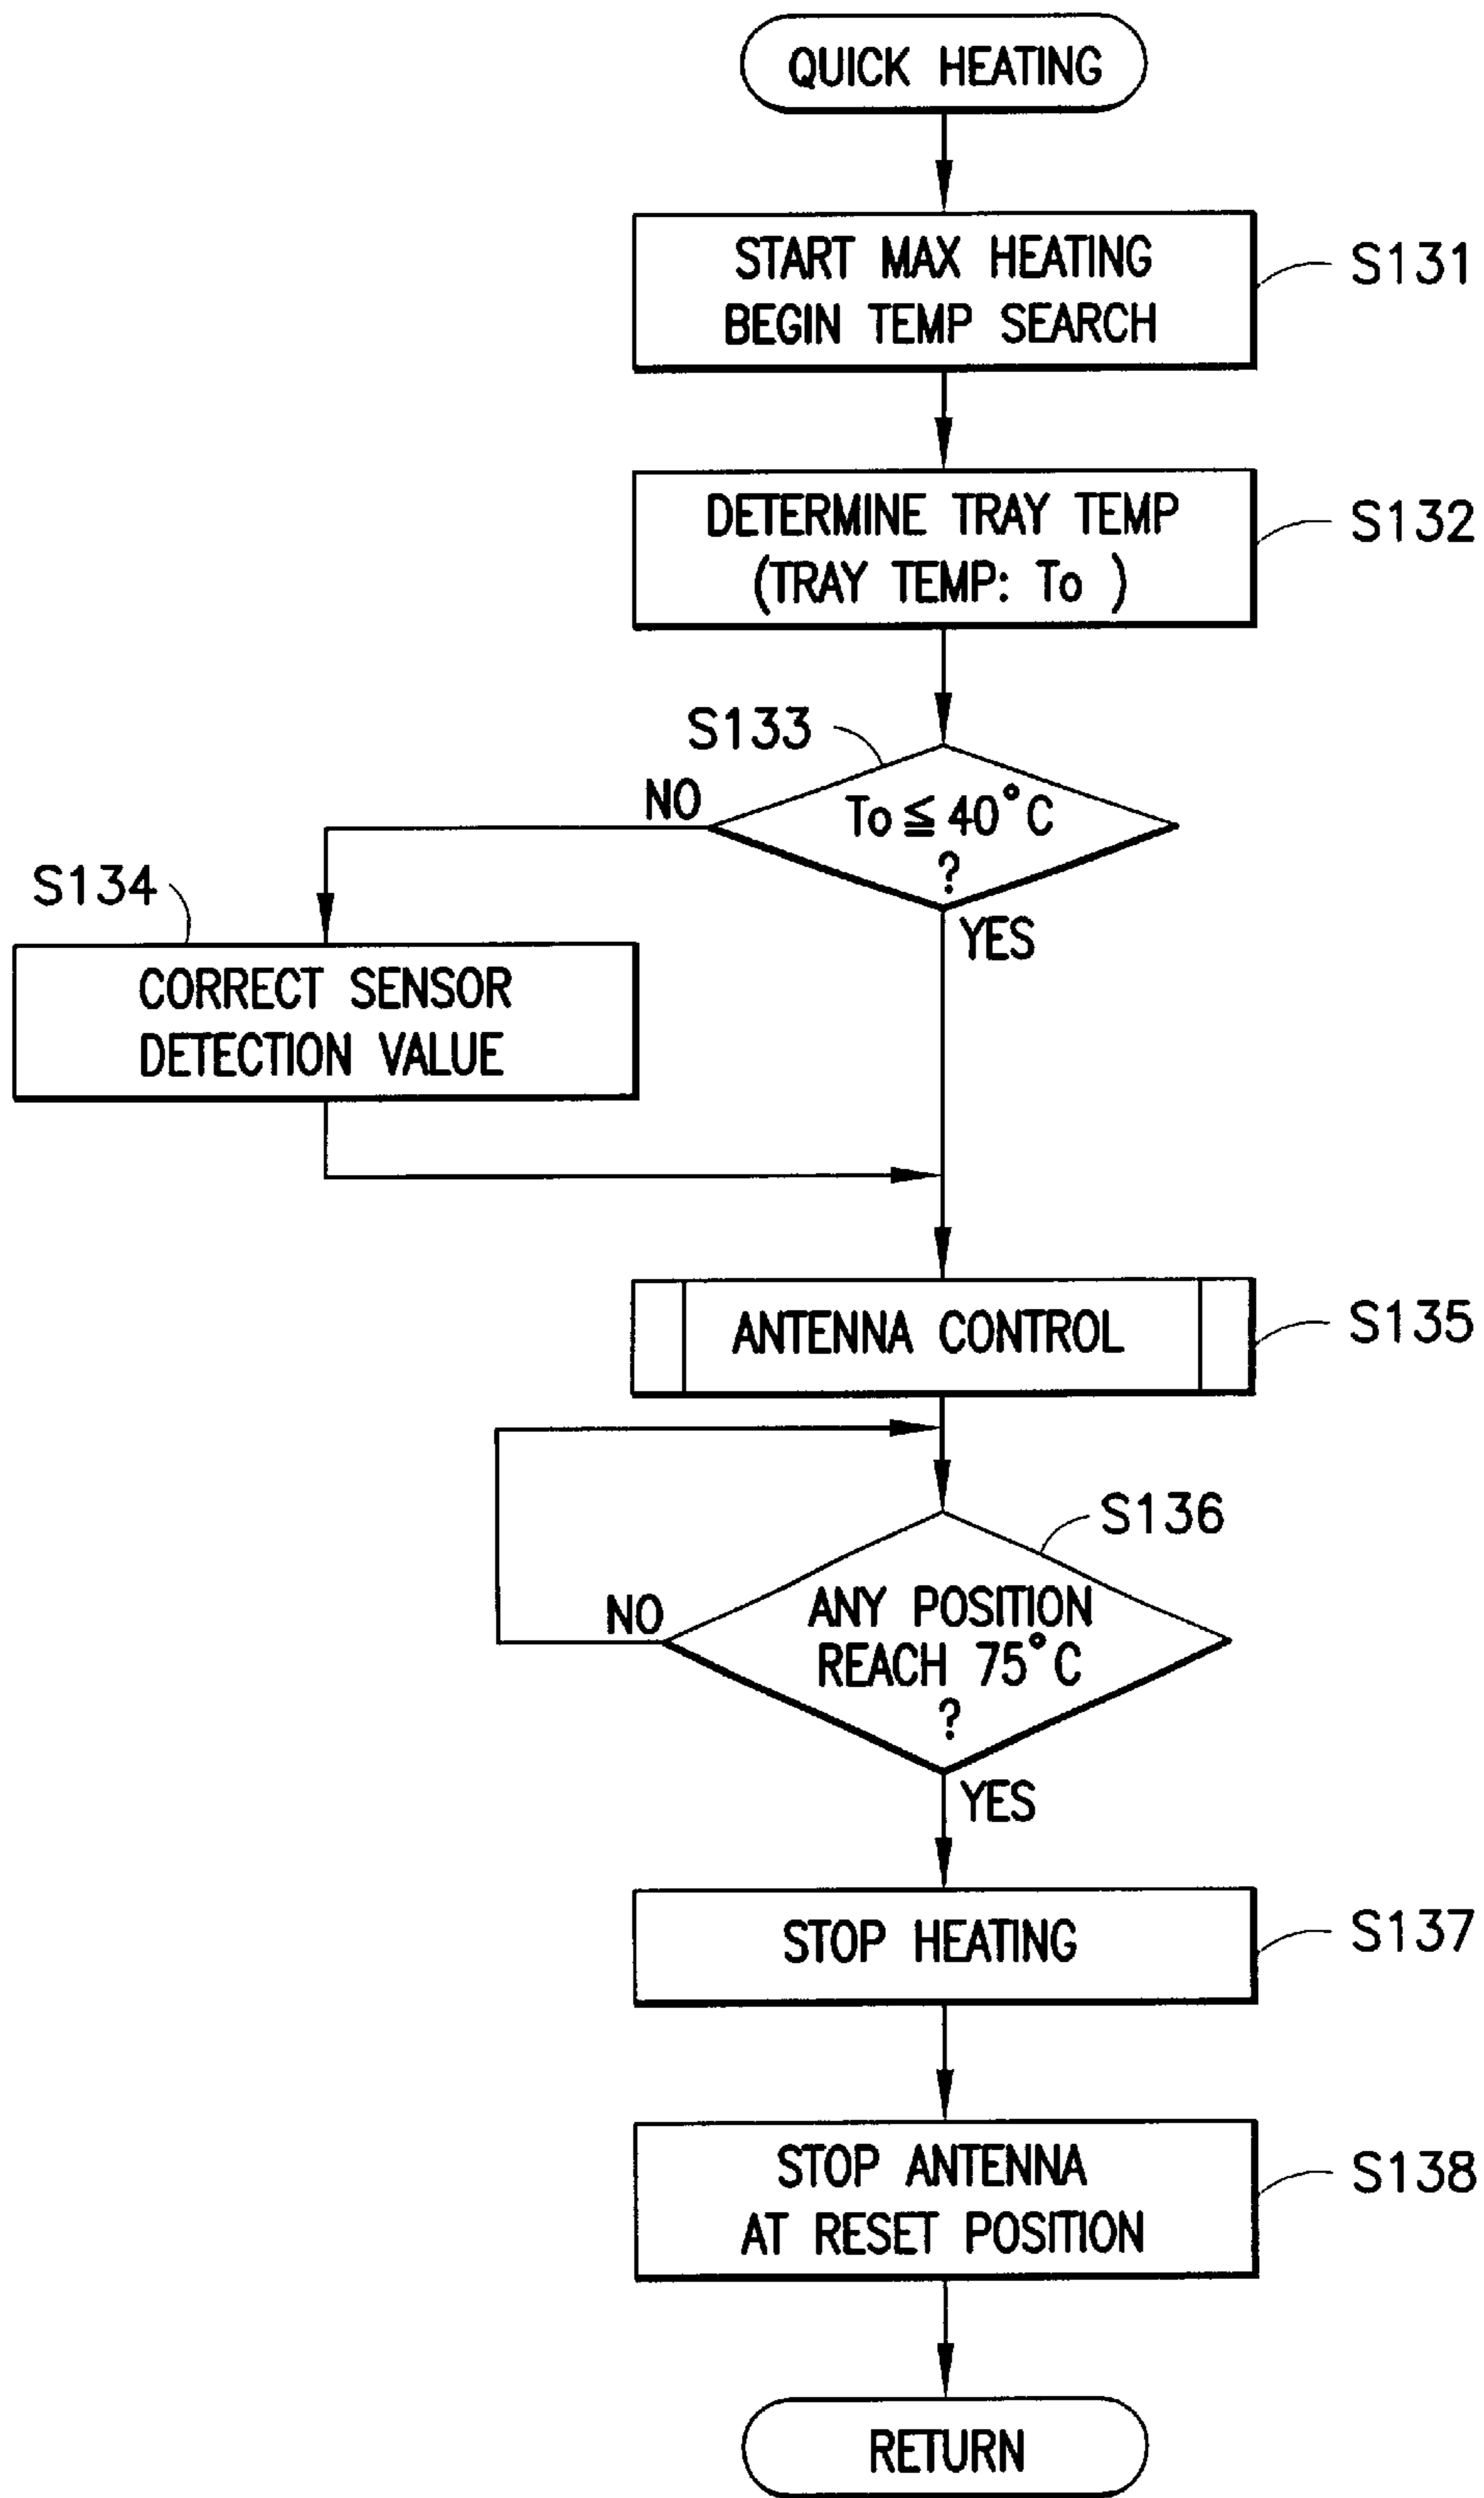 QUICK HEATING
START MAX HEATING
BEGIN TEMP SEARCH
S131
DETERMINE TRAY TEMP
(TRAY TEMP: To )
S132
S133
To≦40°C
?
NO
YES
S134
CORRECT SENSOR
DETECTION VALUE
ANTENNA CONTROL
S135
S136
ANY POSITION
REACH 75°C
?
NO
YES
STOP HEATING
S137
STOP ANTENNA
AT RESET POSITION
S138
RETURN